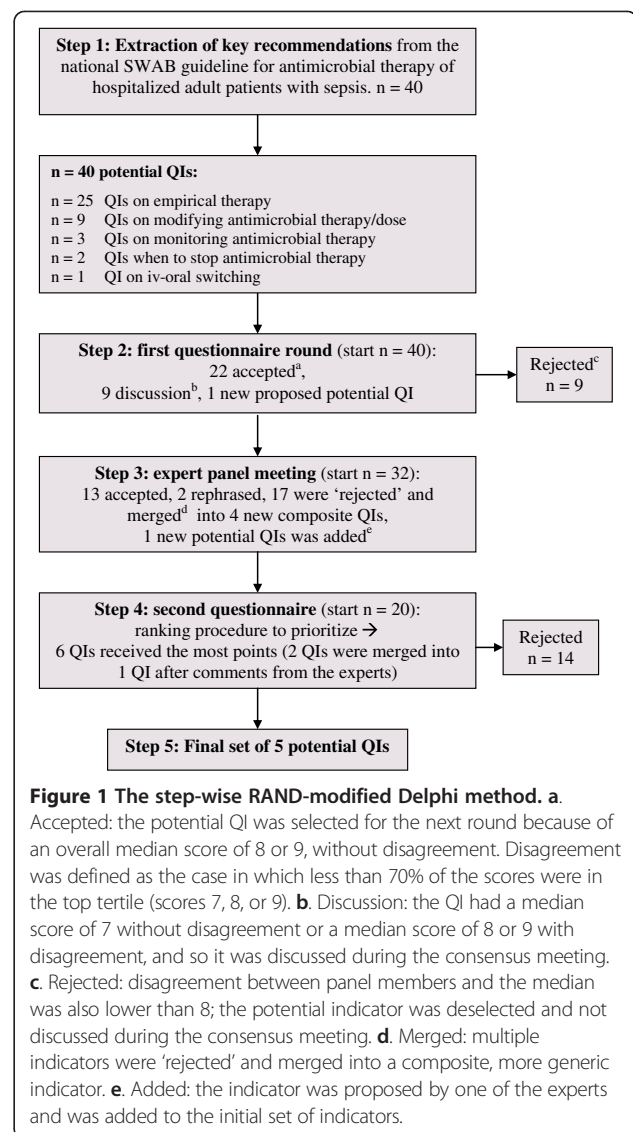 Step 1: Extraction of key recommendations from the
national SWAB guideline for antimicrobial therapy of
hospitalized adult patients with sepsis. n = 40
n = 40 potential QIs:
n = 25 QIs on empirical therapy
n = 9 QIs on modifying antimicrobial therapy/dose
n = 3 QIs on monitoring antimicrobial therapy
n = 2 QIs when to stop antimicrobial therapy
n = 1 QI on iv-oral switching
Step 2: first questionnaire round (start n = 40):
22 acceptedᵃ,
9 discussionᵇ, 1 new proposed potential QI
Rejectedᶜ
n = 9
Step 3: expert panel meeting (start n = 32):
13 accepted, 2 rephrased, 17 were ‘rejected’ and
mergedᵈ into 4 new composite QIs,
1 new potential QIs was addedᵉ
Step 4: second questionnaire (start n = 20):
ranking procedure to prioritize →
6 QIs received the most points (2 QIs were merged into
1 QI after comments from the experts)
Rejected
n = 14
Step 5: Final set of 5 potential QIs
Figure 1 The step-wise RAND-modified Delphi method. a.
Accepted: the potential QI was selected for the next round because of
an overall median score of 8 or 9, without disagreement. Disagreement
was defined as the case in which less than 70% of the scores were in
the top tertile (scores 7, 8, or 9). b. Discussion: the QI had a median
score of 7 without disagreement or a median score of 8 or 9 with
disagreement, and so it was discussed during the consensus meeting.
c. Rejected: disagreement between panel members and the median
was also lower than 8; the potential indicator was deselected and not
discussed during the consensus meeting. d. Merged: multiple
indicators were ‘rejected’ and merged into a composite, more generic
indicator. e. Added: the indicator was proposed by one of the experts
and was added to the initial set of indicators.